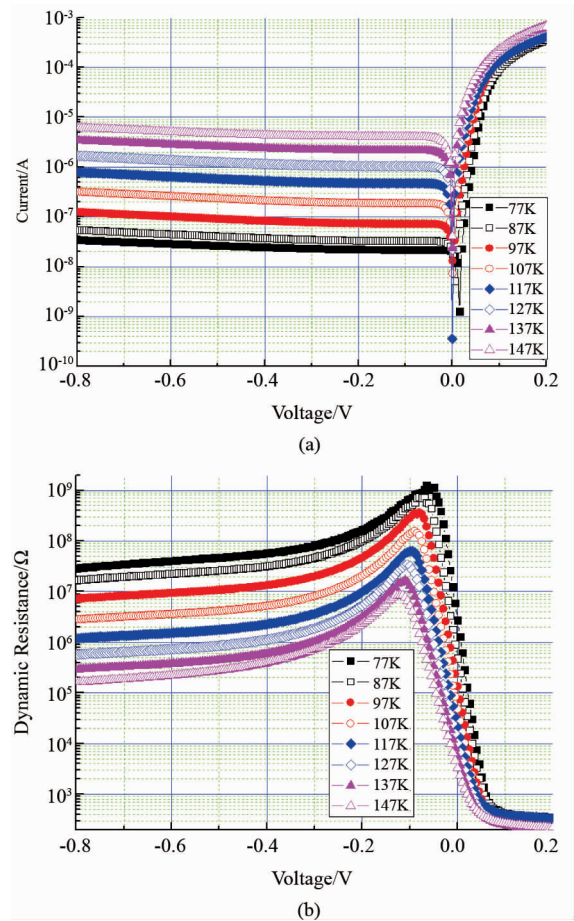 10⁻³
10⁻⁴
10⁻⁵
10⁻⁶
10⁻⁷
10⁻⁸
10⁻⁹
10⁻¹⁰
Current/A
77K
87K
97K
107K
117K
127K
137K
147K
-0.8 -0.6 -0.4 -0.2 0.0 0.2
Voltage/V
(a)
10⁹
10⁸
10⁷
10⁶
10⁵
10⁴
10³
Dynamic Resistance/Ω
77K
87K
97K
107K
117K
127K
137K
147K
-0.8 -0.6 -0.4 -0.2 0.0 0.2
Voltage/V
(b)